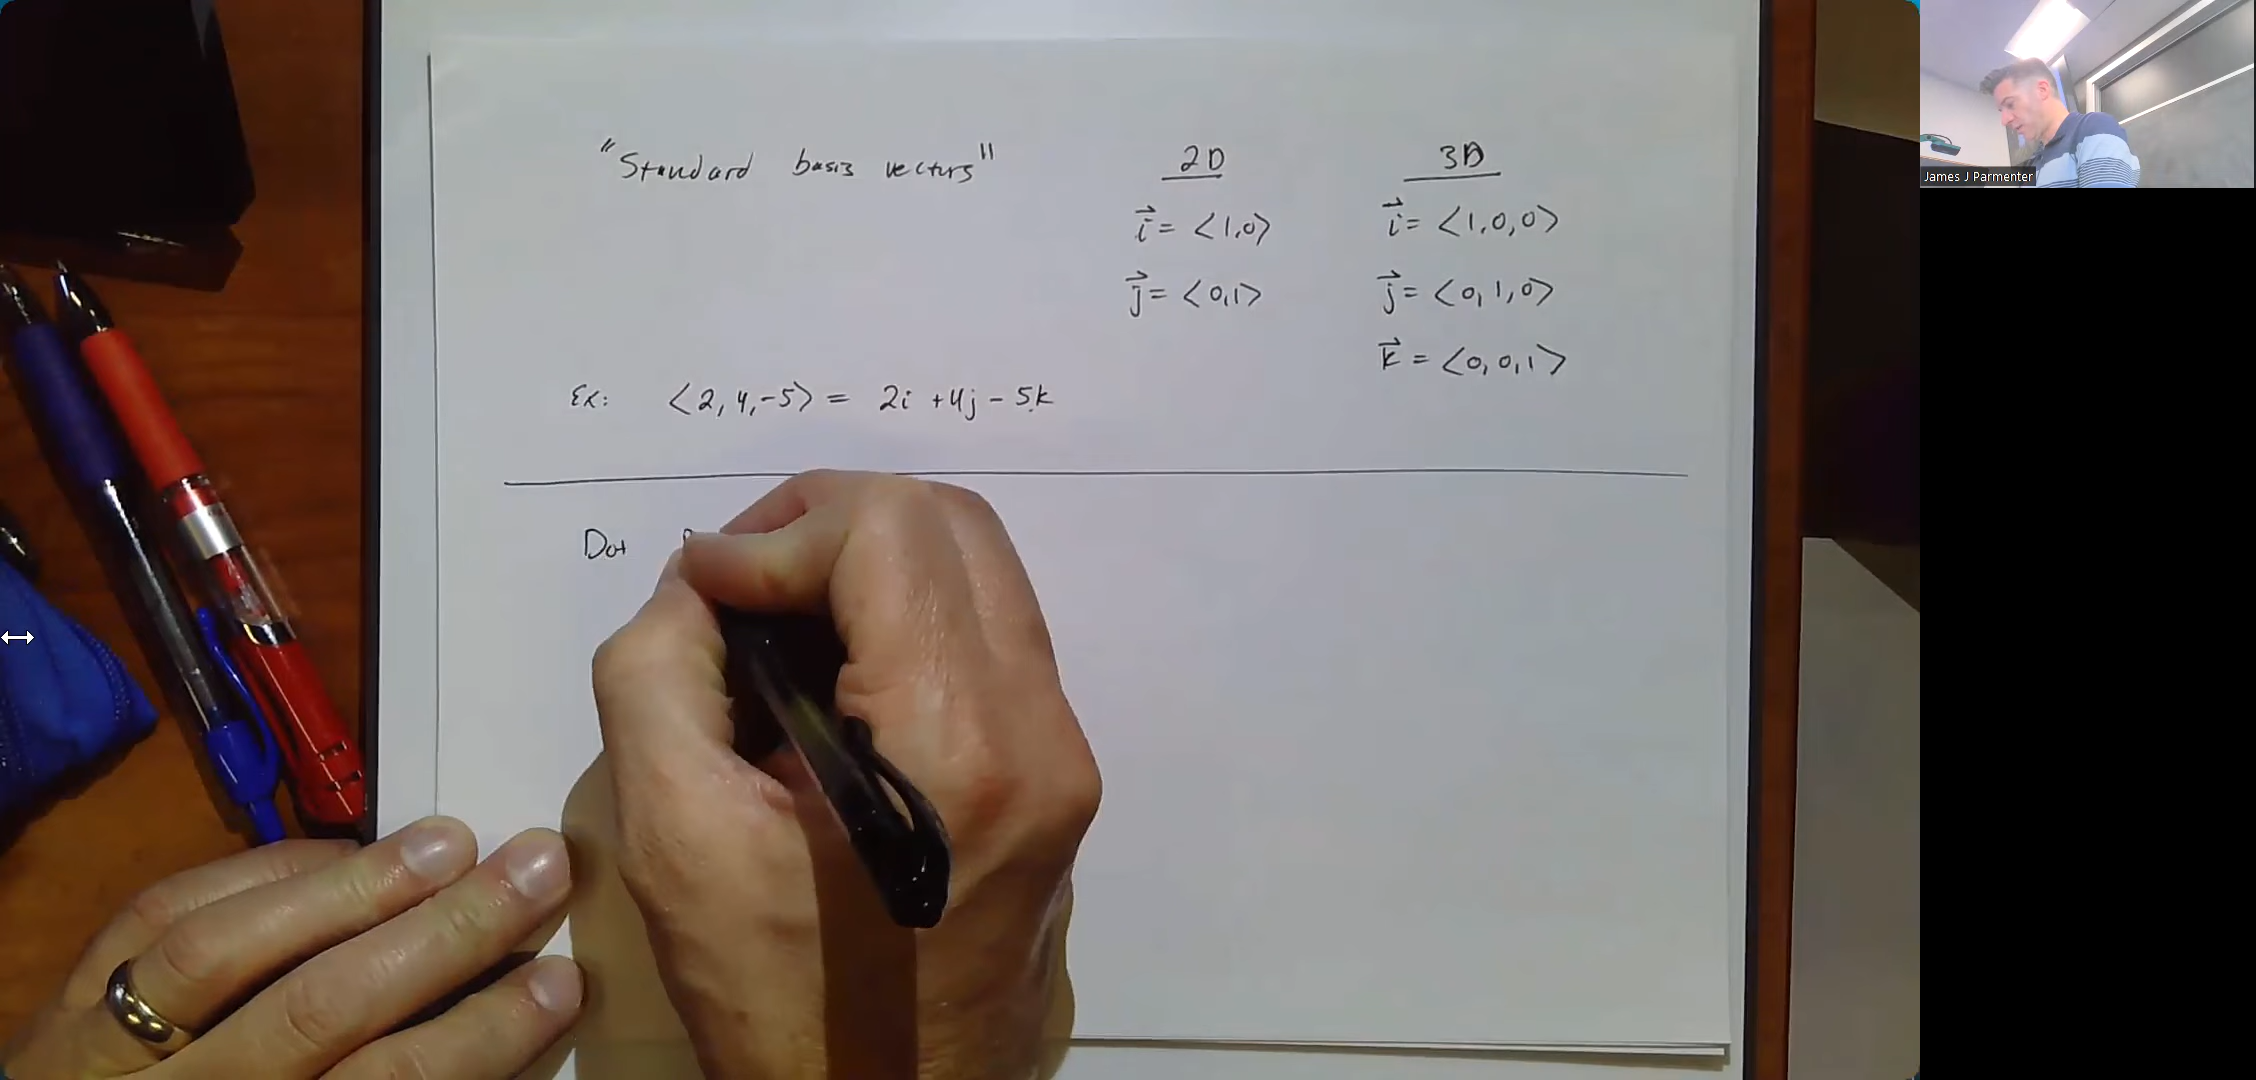 "Standard basis vectors"
2D
i⃗ = <1,0>
j⃗ = <0,1>
3D
i⃗ = <1,0,0>
j⃗ = <0,1,0>
k⃗ = <0,0,1>
Ex: <2,4,-5> = 2i + 4j - 5k
Dot
James J Parmenter